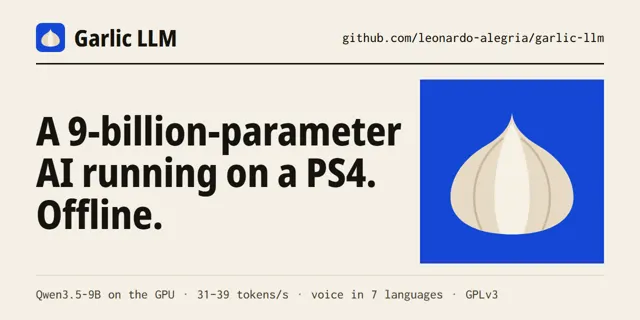 Garlic LLM
github.com/leonardo-alegria/garlic-llm
A 9-billion-parameter
AI running on a PS4.
Offline.
Qwen3.5-9B on the GPU · 31–39 tokens/s · voice in 7 languages · GPLv3